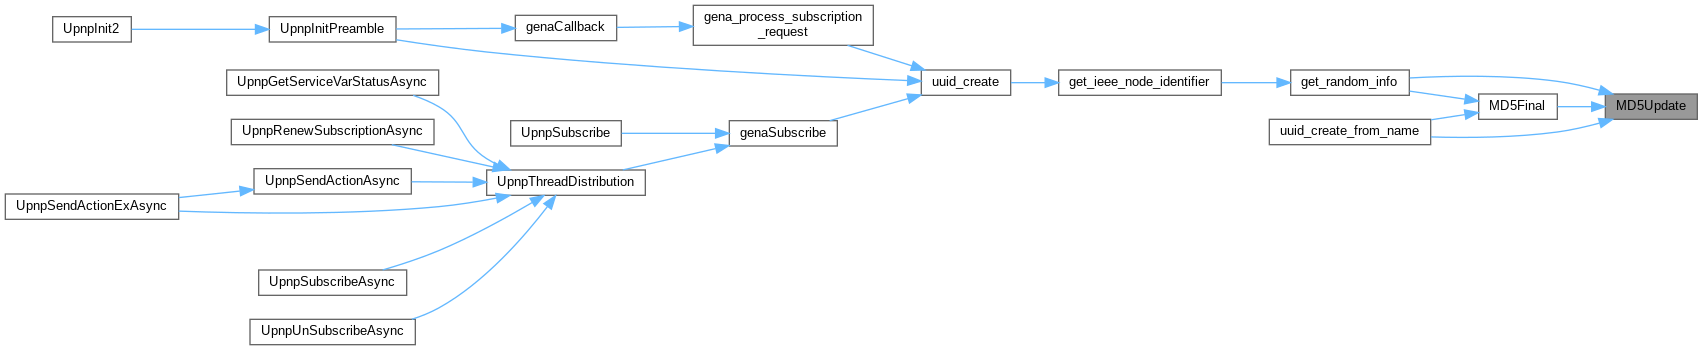 UpnpInit2
UpnpInitPreamble
genaCallback
gena_process_subscription
_request
UpnpGetServiceVarStatusAsync
uuid_create
get_ieee_node_identifier
get_random_info
MD5Final
MD5Update
UpnpRenewSubscriptionAsync
UpnpSubscribe
genaSubscribe
uuid_create_from_name
UpnpSendActionAsync
UpnpThreadDistribution
UpnpSendActionExAsync
UpnpSubscribeAsync
UpnpUnSubscribeAsync